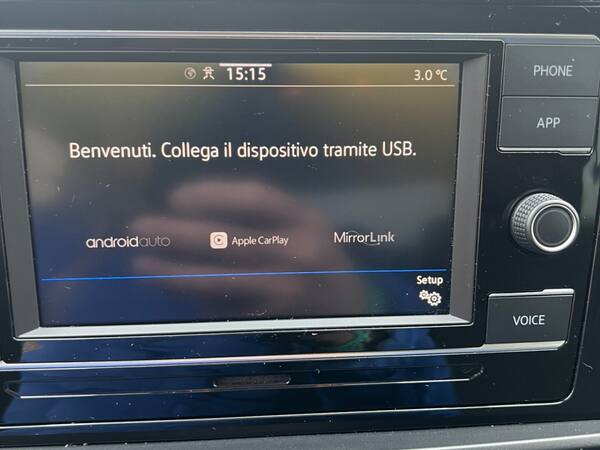 15:15
3.0 °C
PHONE
APP
Benvenuti. Collega il dispositivo tramite USB.
androidauto
Apple CarPlay
MirrorLink
Setup
VOICE